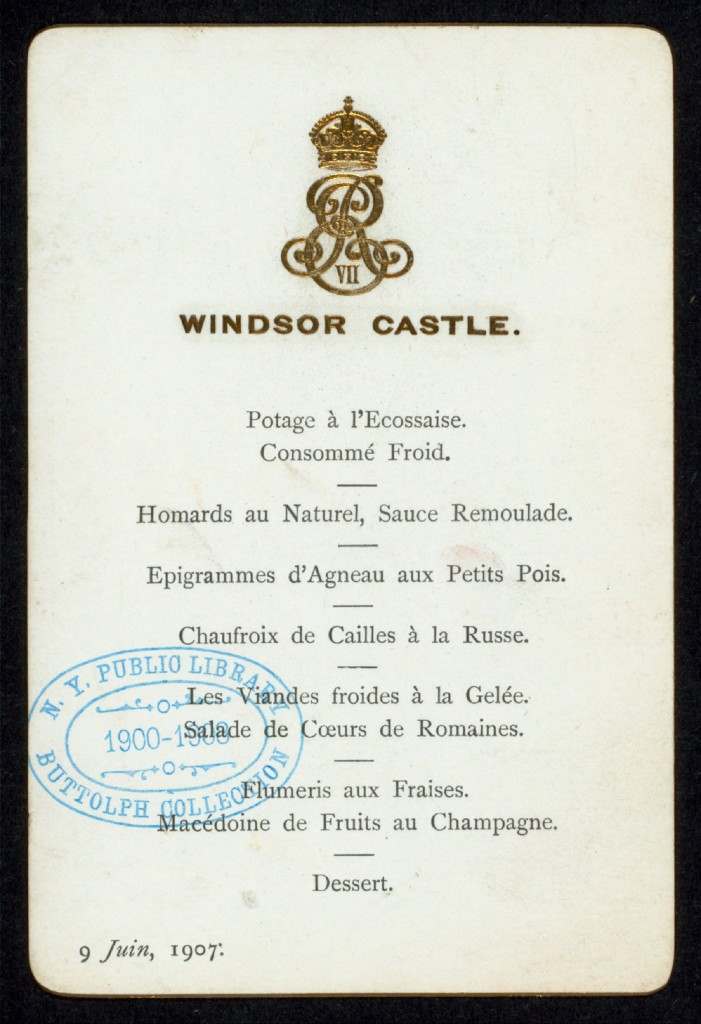 VII
WINDSOR CASTLE.
Potage à l'Ecossaise.
Consommé Froid.
Homards au Naturel, Sauce Remoulade.
Epigrammes d'Agneau aux Petits Pois.
Chaufroix de Cailles à la Russe.
Les Viandes froides à la Gelée.
Salade de Cœurs de Romaines.
Flumeris aux Fraises.
Macédoine de Fruits au Champagne.
Dessert.
9 Juin, 1907.
N. Y. PUBLIC LIBRARY
BUTTOLPH COLLECTION